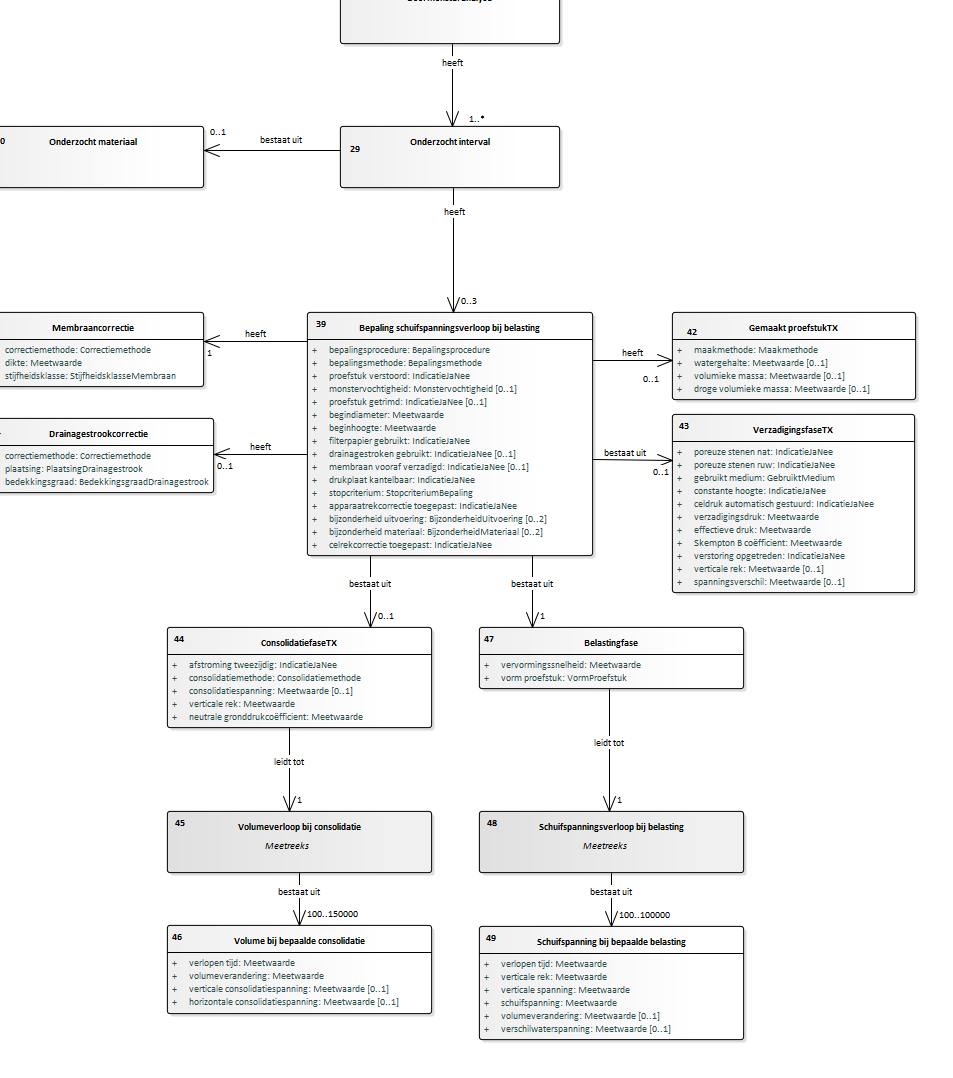 heeft
1..*
0
Onderzocht materiaal
0..1
bestaat uit
29
Onderzocht interval
heeft
0..3
Membraancorrectie
correctiemethode: Correctiemethode
dikte: Meetwaarde
stijfheidsklasse: StijfheidsklasseMembraan
heeft
1
Drainagestrookcorrectie
correctiemethode: Correctiemethode
plaatsing: PlaatsingDrainagestrook
bedekkingsgraad: BedekkingsgraadDrainagestrook
heeft
0..1
39
Bepaling schuifspanningsverloop bij belasting
+ bepalingsprocedure: Bepalingsprocedure
+ bepalingsmethode: Bepalingsmethode
+ proefstuk verstoord: IndicatieJaNee
+ monstervochtigheid: Monstervochtigheid [0..1]
+ proefstuk getrimd: IndicatieJaNee [0..1]
+ begindiameter: Meetwaarde
+ beginhoogte: Meetwaarde
+ filterpapier gebruikt: IndicatieJaNee
+ drainagestroken gebruikt: IndicatieJaNee [0..1]
+ membraan vooraf verzadigd: IndicatieJaNee [0..1]
+ drukplaat kantelbaar: IndicatieJaNee
+ stopcriterium: StopcriteriumBepaling
+ apparaatrekcorrectie toegepast: IndicatieJaNee
+ bijzonderheid uitvoering: BijzonderheidUitvoering [0..2]
+ bijzonderheid materiaal: BijzonderheidMateriaal [0..2]
+ celrekcorrectie toegepast: IndicatieJaNee
heeft
0..1
42
Gemaakt proefstukTX
+ maakmethode: Maakmethode
+ watergehalte: Meetwaarde [0..1]
+ volumieke massa: Meetwaarde [0..1]
+ droge volumieke massa: Meetwaarde [0..1]
bestaat uit
0..1
43
VerzadigingsfaseTX
+ poreuze stenen nat: IndicatieJaNee
+ poreuze stenen ruw: IndicatieJaNee
+ gebruikt medium: GebruiktMedium
+ constante hoogte: IndicatieJaNee
+ celdruk automatisch gestuurd: IndicatieJaNee
+ verzadigingsdruk: Meetwaarde
+ effectieve druk: Meetwaarde
+ Skempton B coëfficient: Meetwaarde
+ verstoring opgetreden: IndicatieJaNee
+ verticale rek: Meetwaarde [0..1]
+ spanningsverschil: Meetwaarde [0..1]
bestaat uit
0..1
bestaat uit
1
44
ConsolidatiefaseTX
+ afstroming tweezijdig: IndicatieJaNee
+ consolidatiemethode: Consolidatiemethode
+ consolidatiespanning: Meetwaarde [0..1]
+ verticale rek: Meetwaarde
+ neutrale gronddrukcoëfficient: Meetwaarde
47
Belastingfase
+ vervormingssnelheid: Meetwaarde
+ vorm proefstuk: VormProefstuk
leidt tot
1
leidt tot
1
45
Volumeverloop bij consolidatie
Meetreeks
48
Schuifspanningsverloop bij belasting
Meetreeks
bestaat uit
100..150000
bestaat uit
100..100000
46
Volume bij bepaalde consolidatie
+ verlopen tijd: Meetwaarde
+ volumeverandering: Meetwaarde
+ verticale consolidatiespanning: Meetwaarde [0..1]
+ horizontale consolidatiespanning: Meetwaarde [0..1]
49
Schuifspanning bij bepaalde belasting
+ verlopen tijd: Meetwaarde
+ verticale rek: Meetwaarde
+ verticale spanning: Meetwaarde
+ schuifspanning: Meetwaarde
+ volumeverandering: Meetwaarde [0..1]
+ verschilwaterspanning: Meetwaarde [0..1]